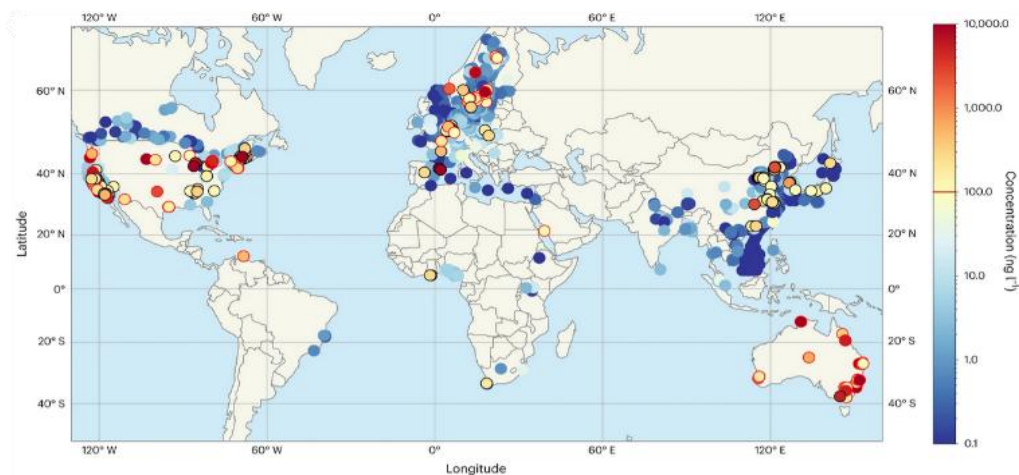 120° W 60° W 0° 60° E 120° E
10,000.0
60° N 60° N
1,000.0
40° N 40° N
Latitude
20° N 20° N
100.0
Concentration (ng l⁻¹)
0° 0°
10.0
20° S 20° S
1.0
40° S 40° S
0.1
120° W 60° W 0° 60° E 120° E
Longitude